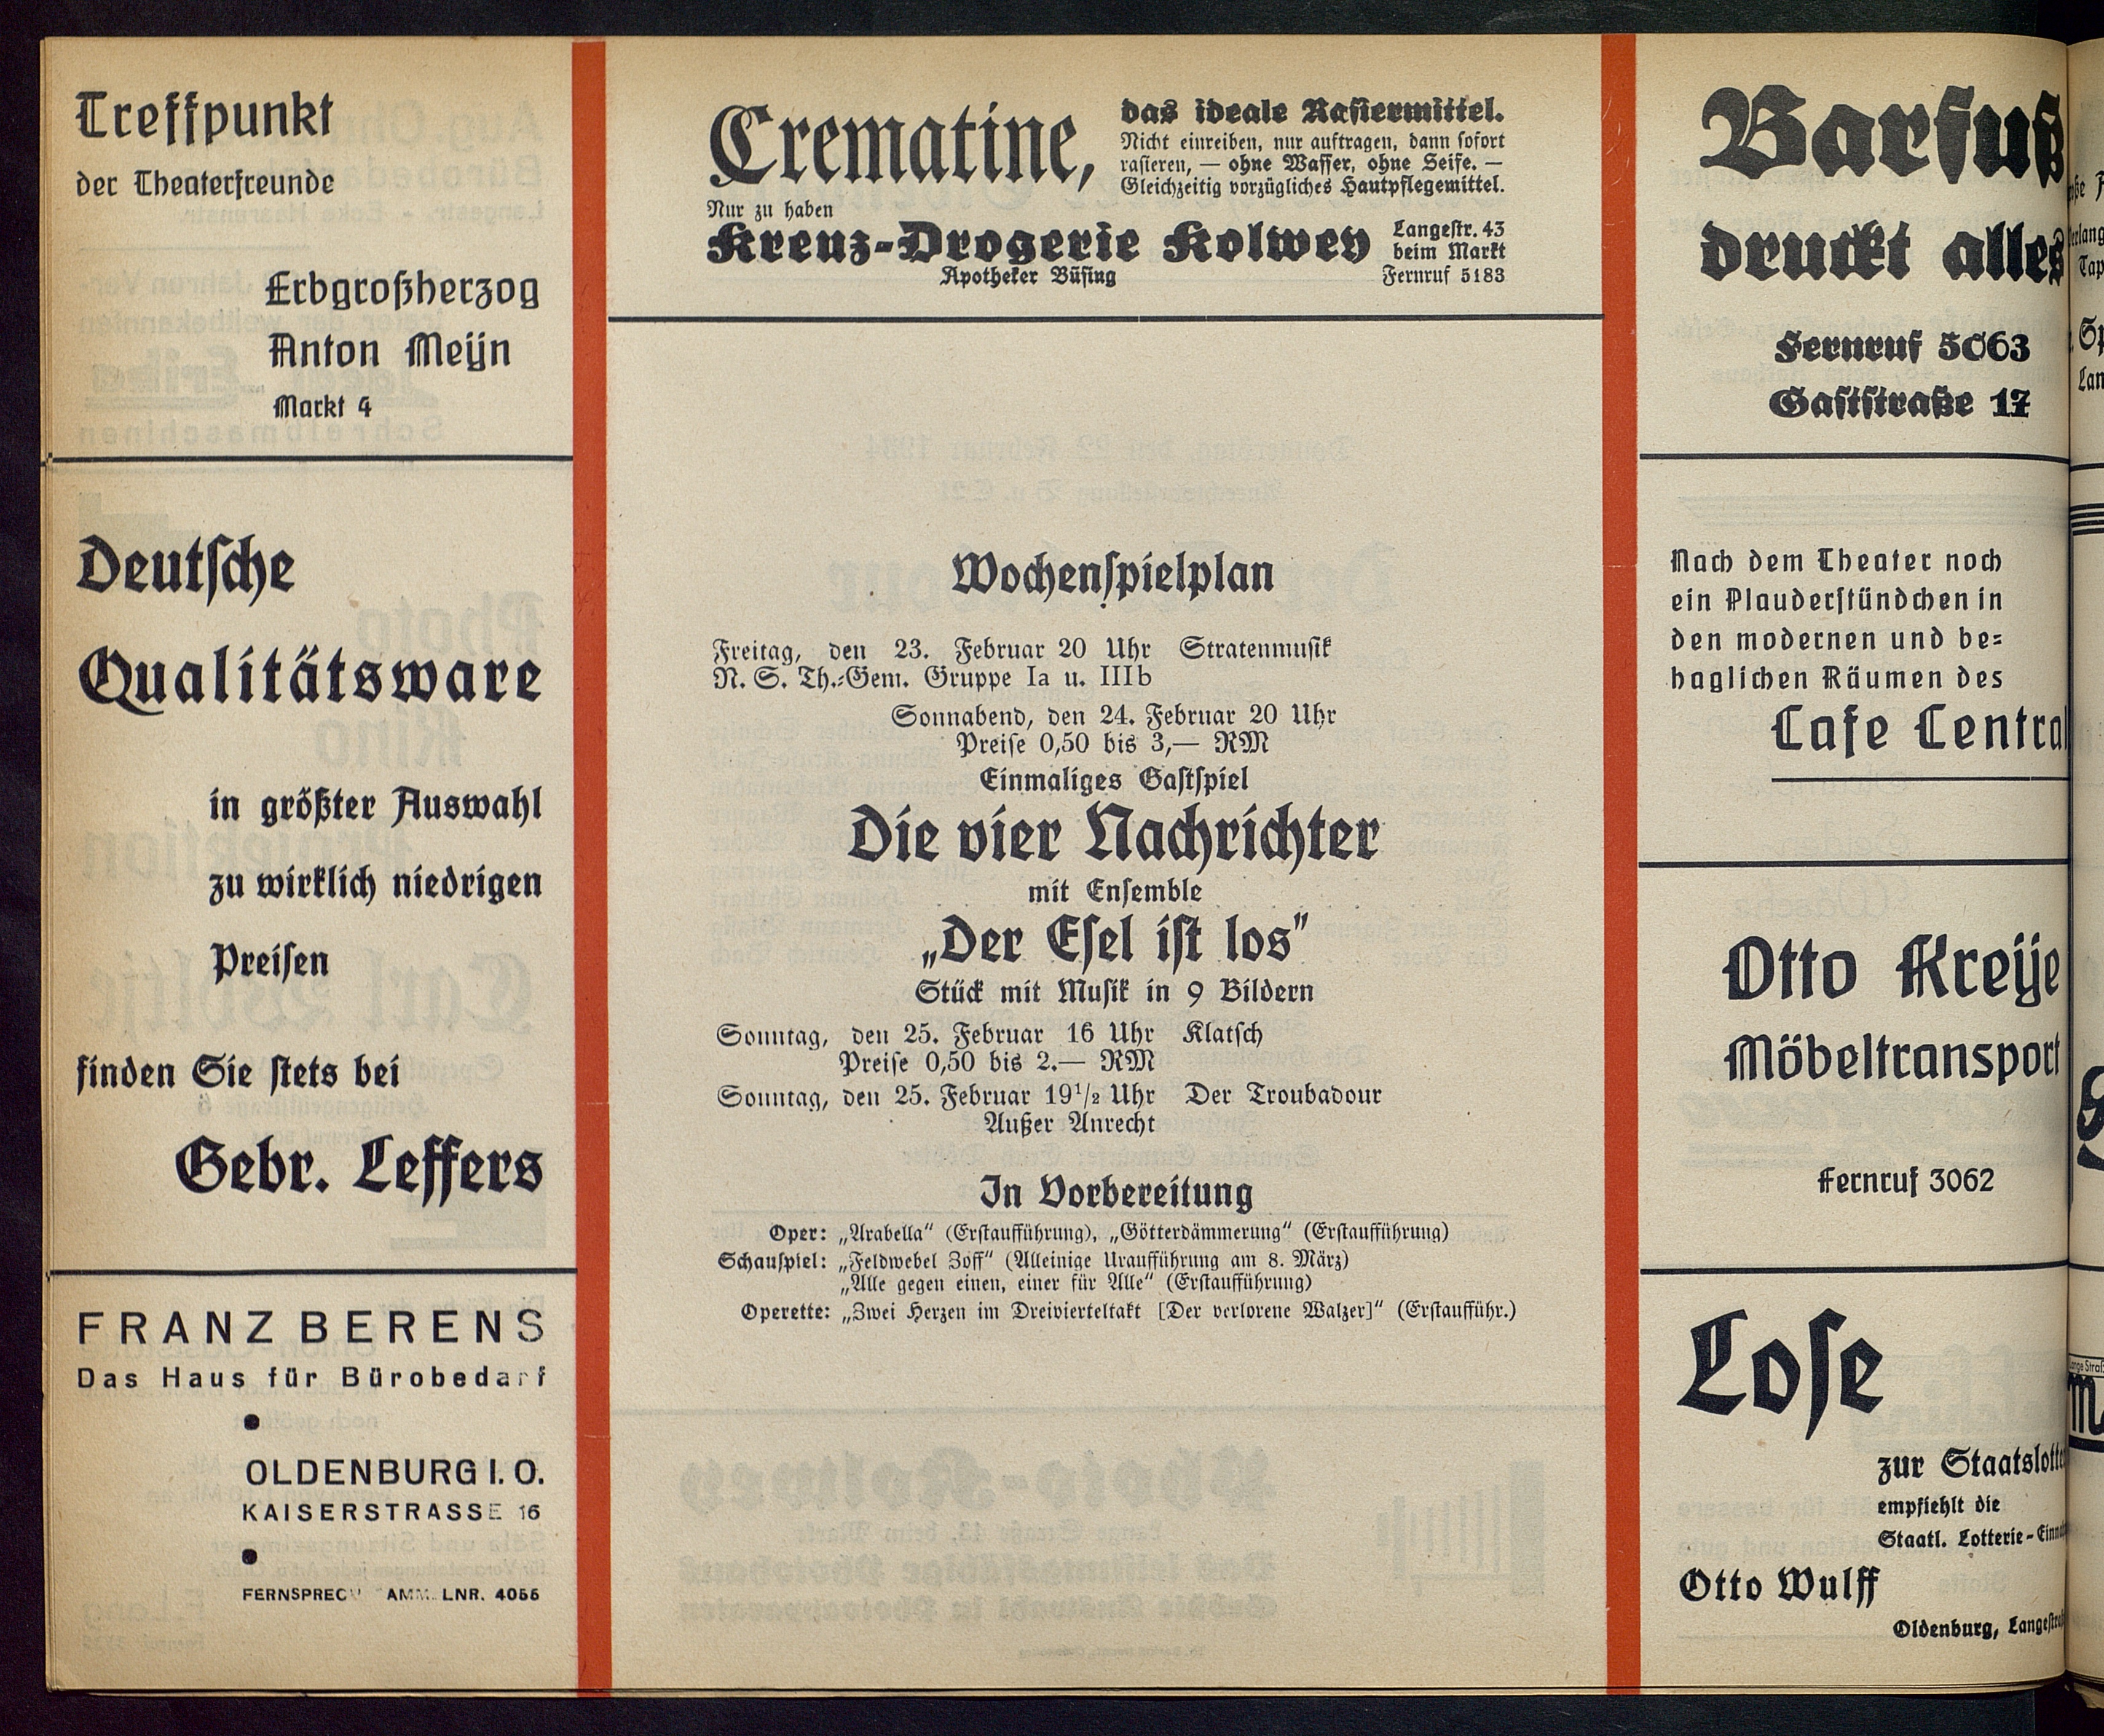 Treffpunkt
der Theaterfreunde
Erbgroßherzog
Anton Meijn
Markt 4
Deutsche
Qualitätsware
in größter Auswahl
zu wirklich niedrigen
Preisen
finden Sie stets bei
Gebr. Leffers
FRANZ BERENS
Das Haus für Bürobedarf
OLDENBURG I. O.
KAISERSTRASSE 16
LNR. 4055
Crematine,
das ideale Rasiermittel.
Nicht einreiben, nur auftragen, dann sofort
rasieren, — ohne Wasser, ohne Seife. —
Gleichzeitig vorzügliches Hautpflegemittel.
Nur zu haben
Kreuz-Drogerie Kolwey
Apotheker Büsing
Langestr. 43
beim Markt
Fernruf 5183
Wochenspielplan
Freitag, den 23. Februar 20 Uhr Stratenmusik
N. S. Th.-Gem. Gruppe Ia u. IIIb
Sonnabend, den 24. Februar 20 Uhr
Preise 0,50 bis 3,— RM
Einmaliges Gastspiel
Die vier Nachrichter
mit Ensemble
„Der Esel ist los"
Stück mit Musik in 9 Bildern
Sonntag, den 25. Februar 16 Uhr Klatsch
Preise 0,50 bis 2.— RM
Sonntag, den 25. Februar 19½ Uhr Der Troubadour
Außer Anrecht
In Vorbereitung
Oper: „Arabella“ (Erstaufführung), „Götterdämmerung“ (Erstaufführung)
Schauspiel: „Feldwebel Zoff“ (Alleinige Uraufführung am 8. März)
„Alle gegen einen, einer für Alle“ (Erstaufführung)
Operette: „Zwei Herzen im Dreivierteltakt [Der verlorene Walzer]“ (Erstaufführ.)
Barfuß
druckt alles
Fernruf 5063
Gaststraße 17
Nach dem Theater noch
ein Plauderstündchen in
den modernen und be-
haglichen Räumen des
Cafe Central
Otto Kreije
Möbeltransport
Fernruf 3062
Lose
zur
empfiehlt die
Staatl.
Otto Wulff
Oldenburg,